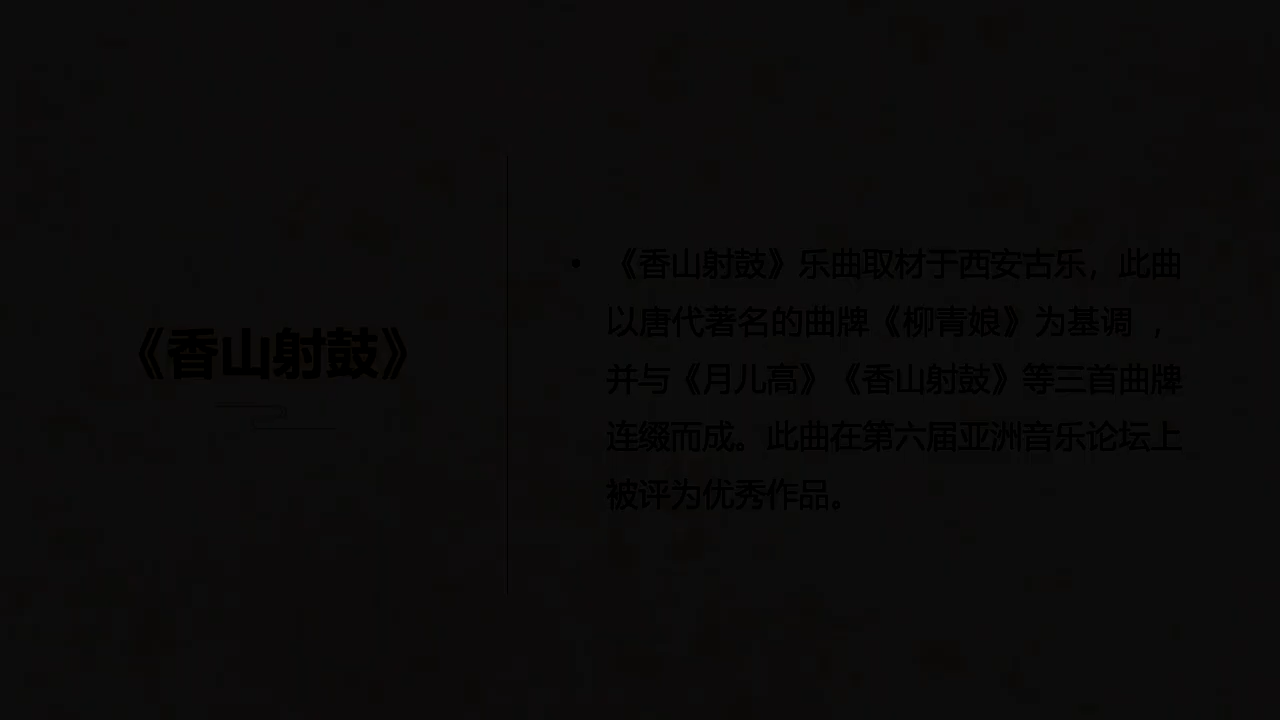 《香山射鼓》
• 《香山射鼓》乐曲取材于西安古乐，此曲
以唐代著名的曲牌《柳青娘》为基调 ，
并与《月儿高》《香山射鼓》等三首曲牌
连缀而成。此曲在第六届亚洲音乐论坛上
被评为优秀作品。